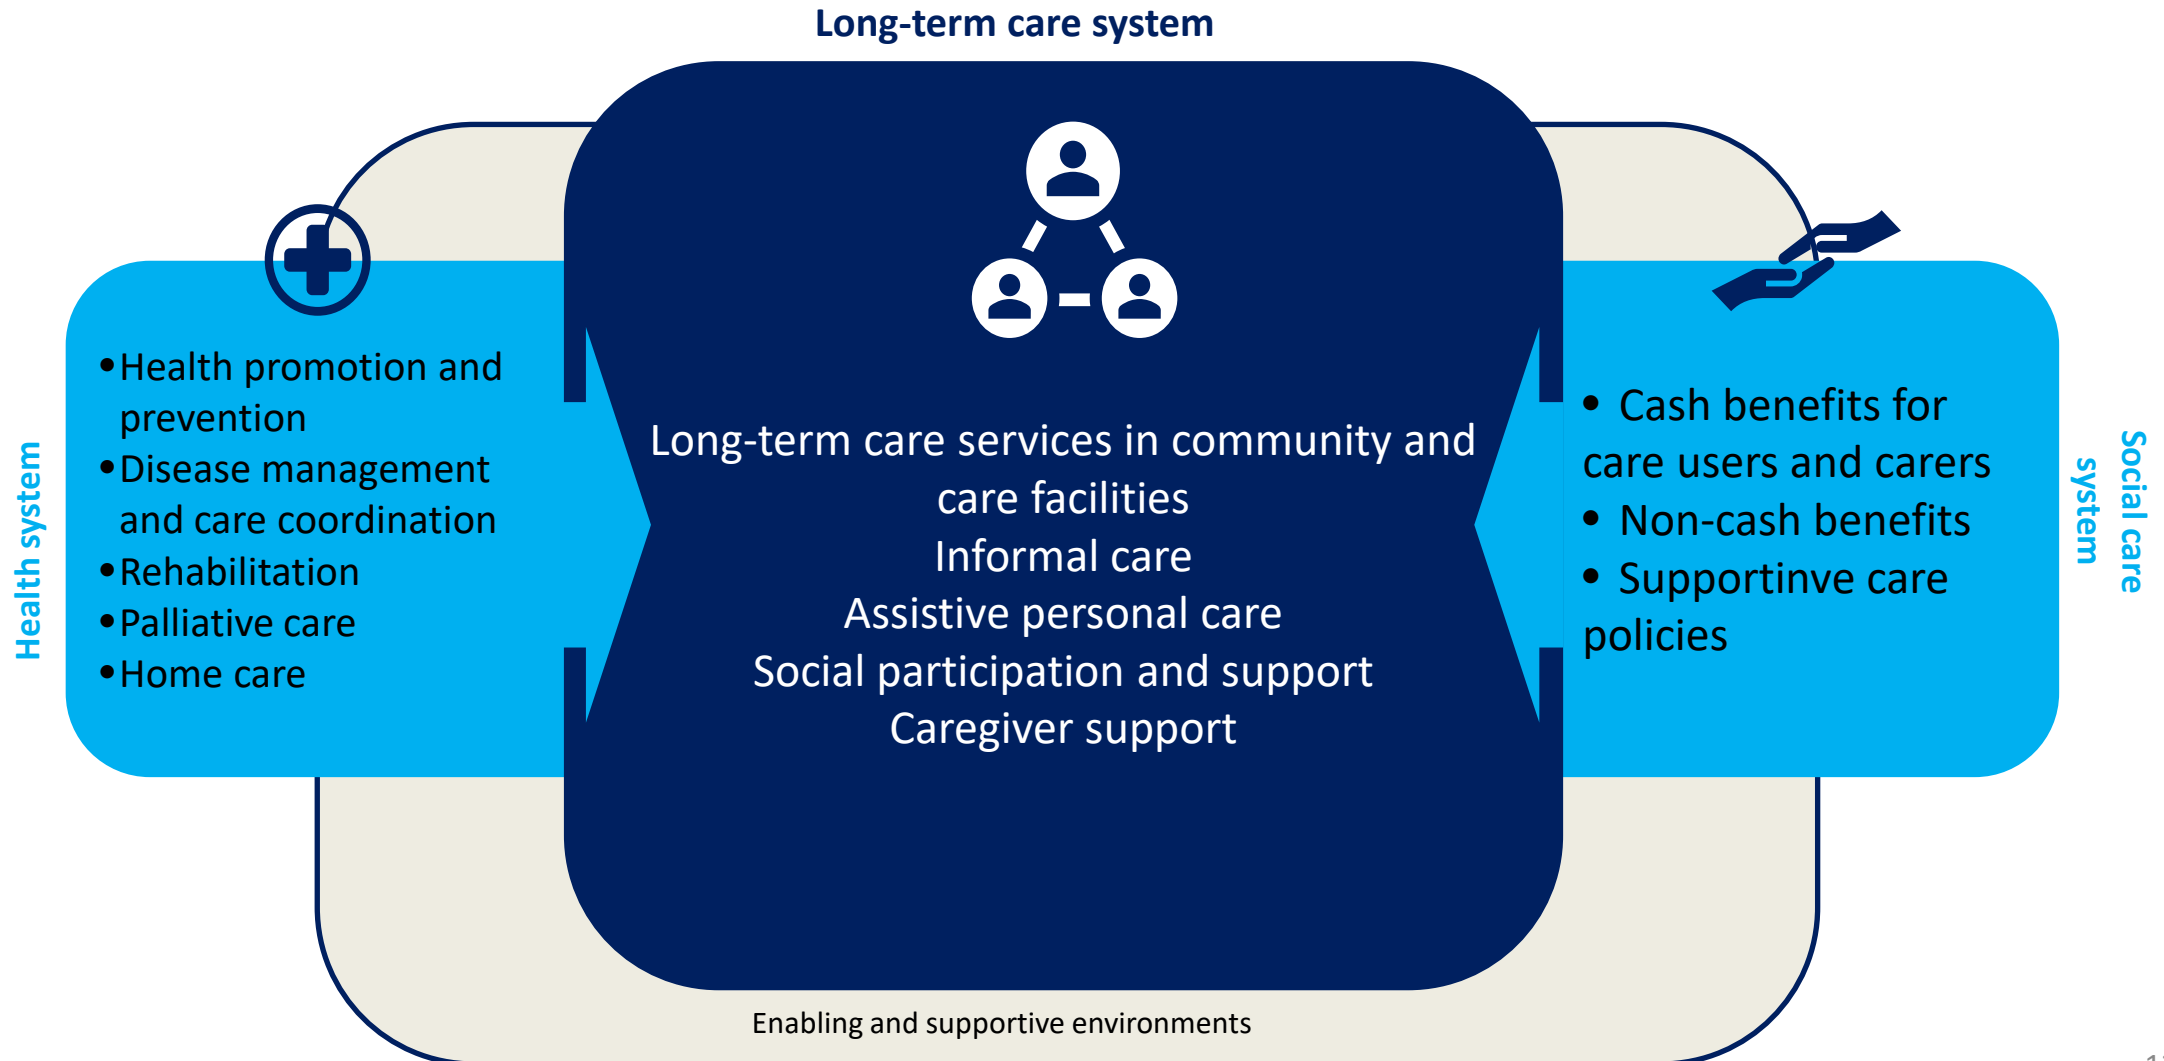 Long-term care system
Health system
•Health promotion and
prevention
•Disease management
and care coordination
•Rehabilitation
•Palliative care
•Home care
Long-term care services in community and
care facilities
Informal care
Assistive personal care
Social participation and support
Caregiver support
• Cash benefits for
care users and carers
• Non-cash benefits
• Supportinve care
policies
Social care
system
Enabling and supportive environments